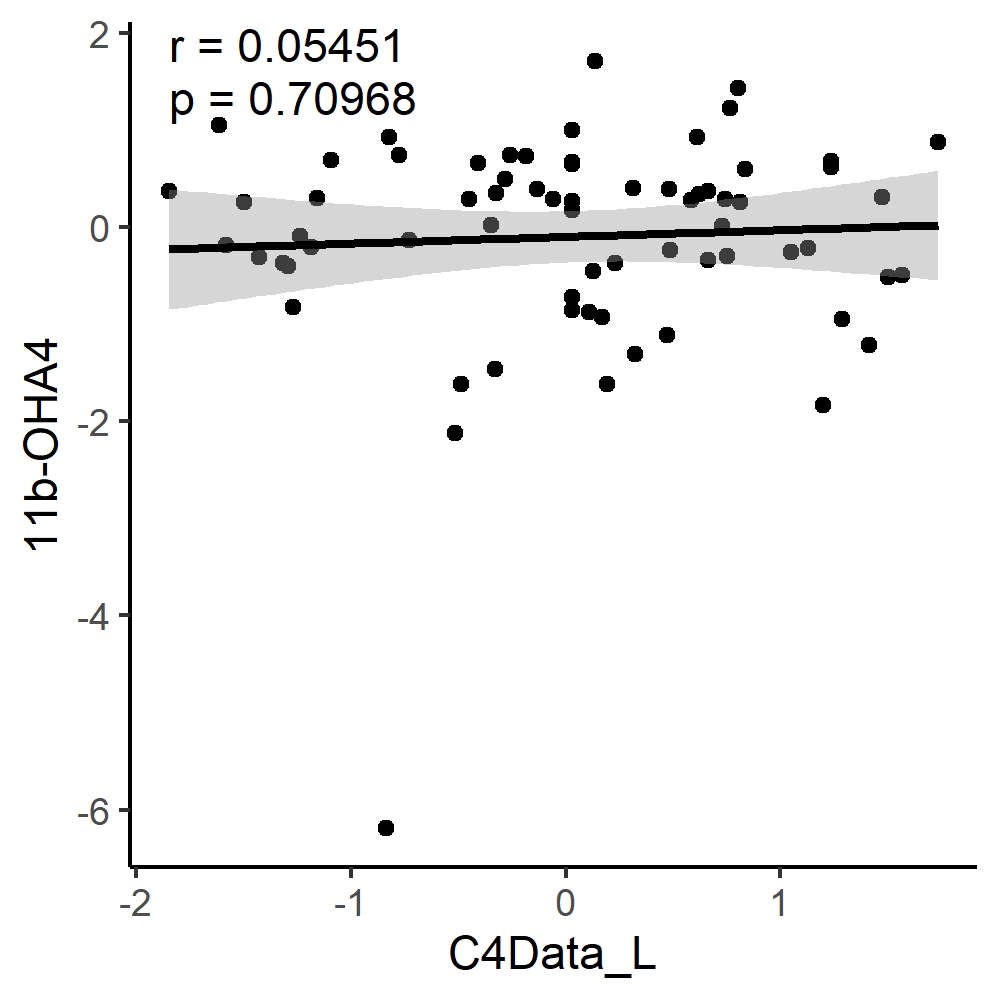 r = 0.05451
p = 0.70968
2
0
-2
-4
-6
11b-OHA4
-2
-1
0
1
C4Data_L